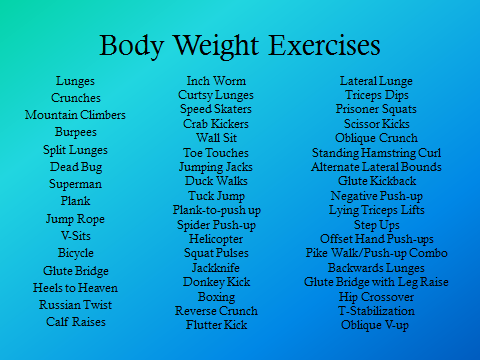 Body Weight Exercises
Lunges
Crunches
Mountain Climbers
Burpees
Split Lunges
Dead Bug
Superman
Plank
Jump Rope
V-Sits
Bicycle
Glute Bridge
Heels to Heaven
Russian Twist
Calf Raises
Inch Worm
Curtsy Lunges
Speed Skaters
Crab Kickers
Wall Sit
Toe Touches
Jumping Jacks
Duck Walks
Tuck Jump
Plank-to-push up
Spider Push-up
Helicopter
Squat Pulses
Jackknife
Donkey Kick
Boxing
Reverse Crunch
Flutter Kick
Lateral Lunge
Triceps Dips
Prisoner Squats
Scissor Kicks
Oblique Crunch
Standing Hamstring Curl
Alternate Lateral Bounds
Glute Kickback
Negative Push-up
Lying Triceps Lifts
Step Ups
Offset Hand Push-ups
Pike Walk/Push-up Combo
Backwards Lunges
Glute Bridge with Leg Raise
Hip Crossover
T-Stabilization
Oblique V-up